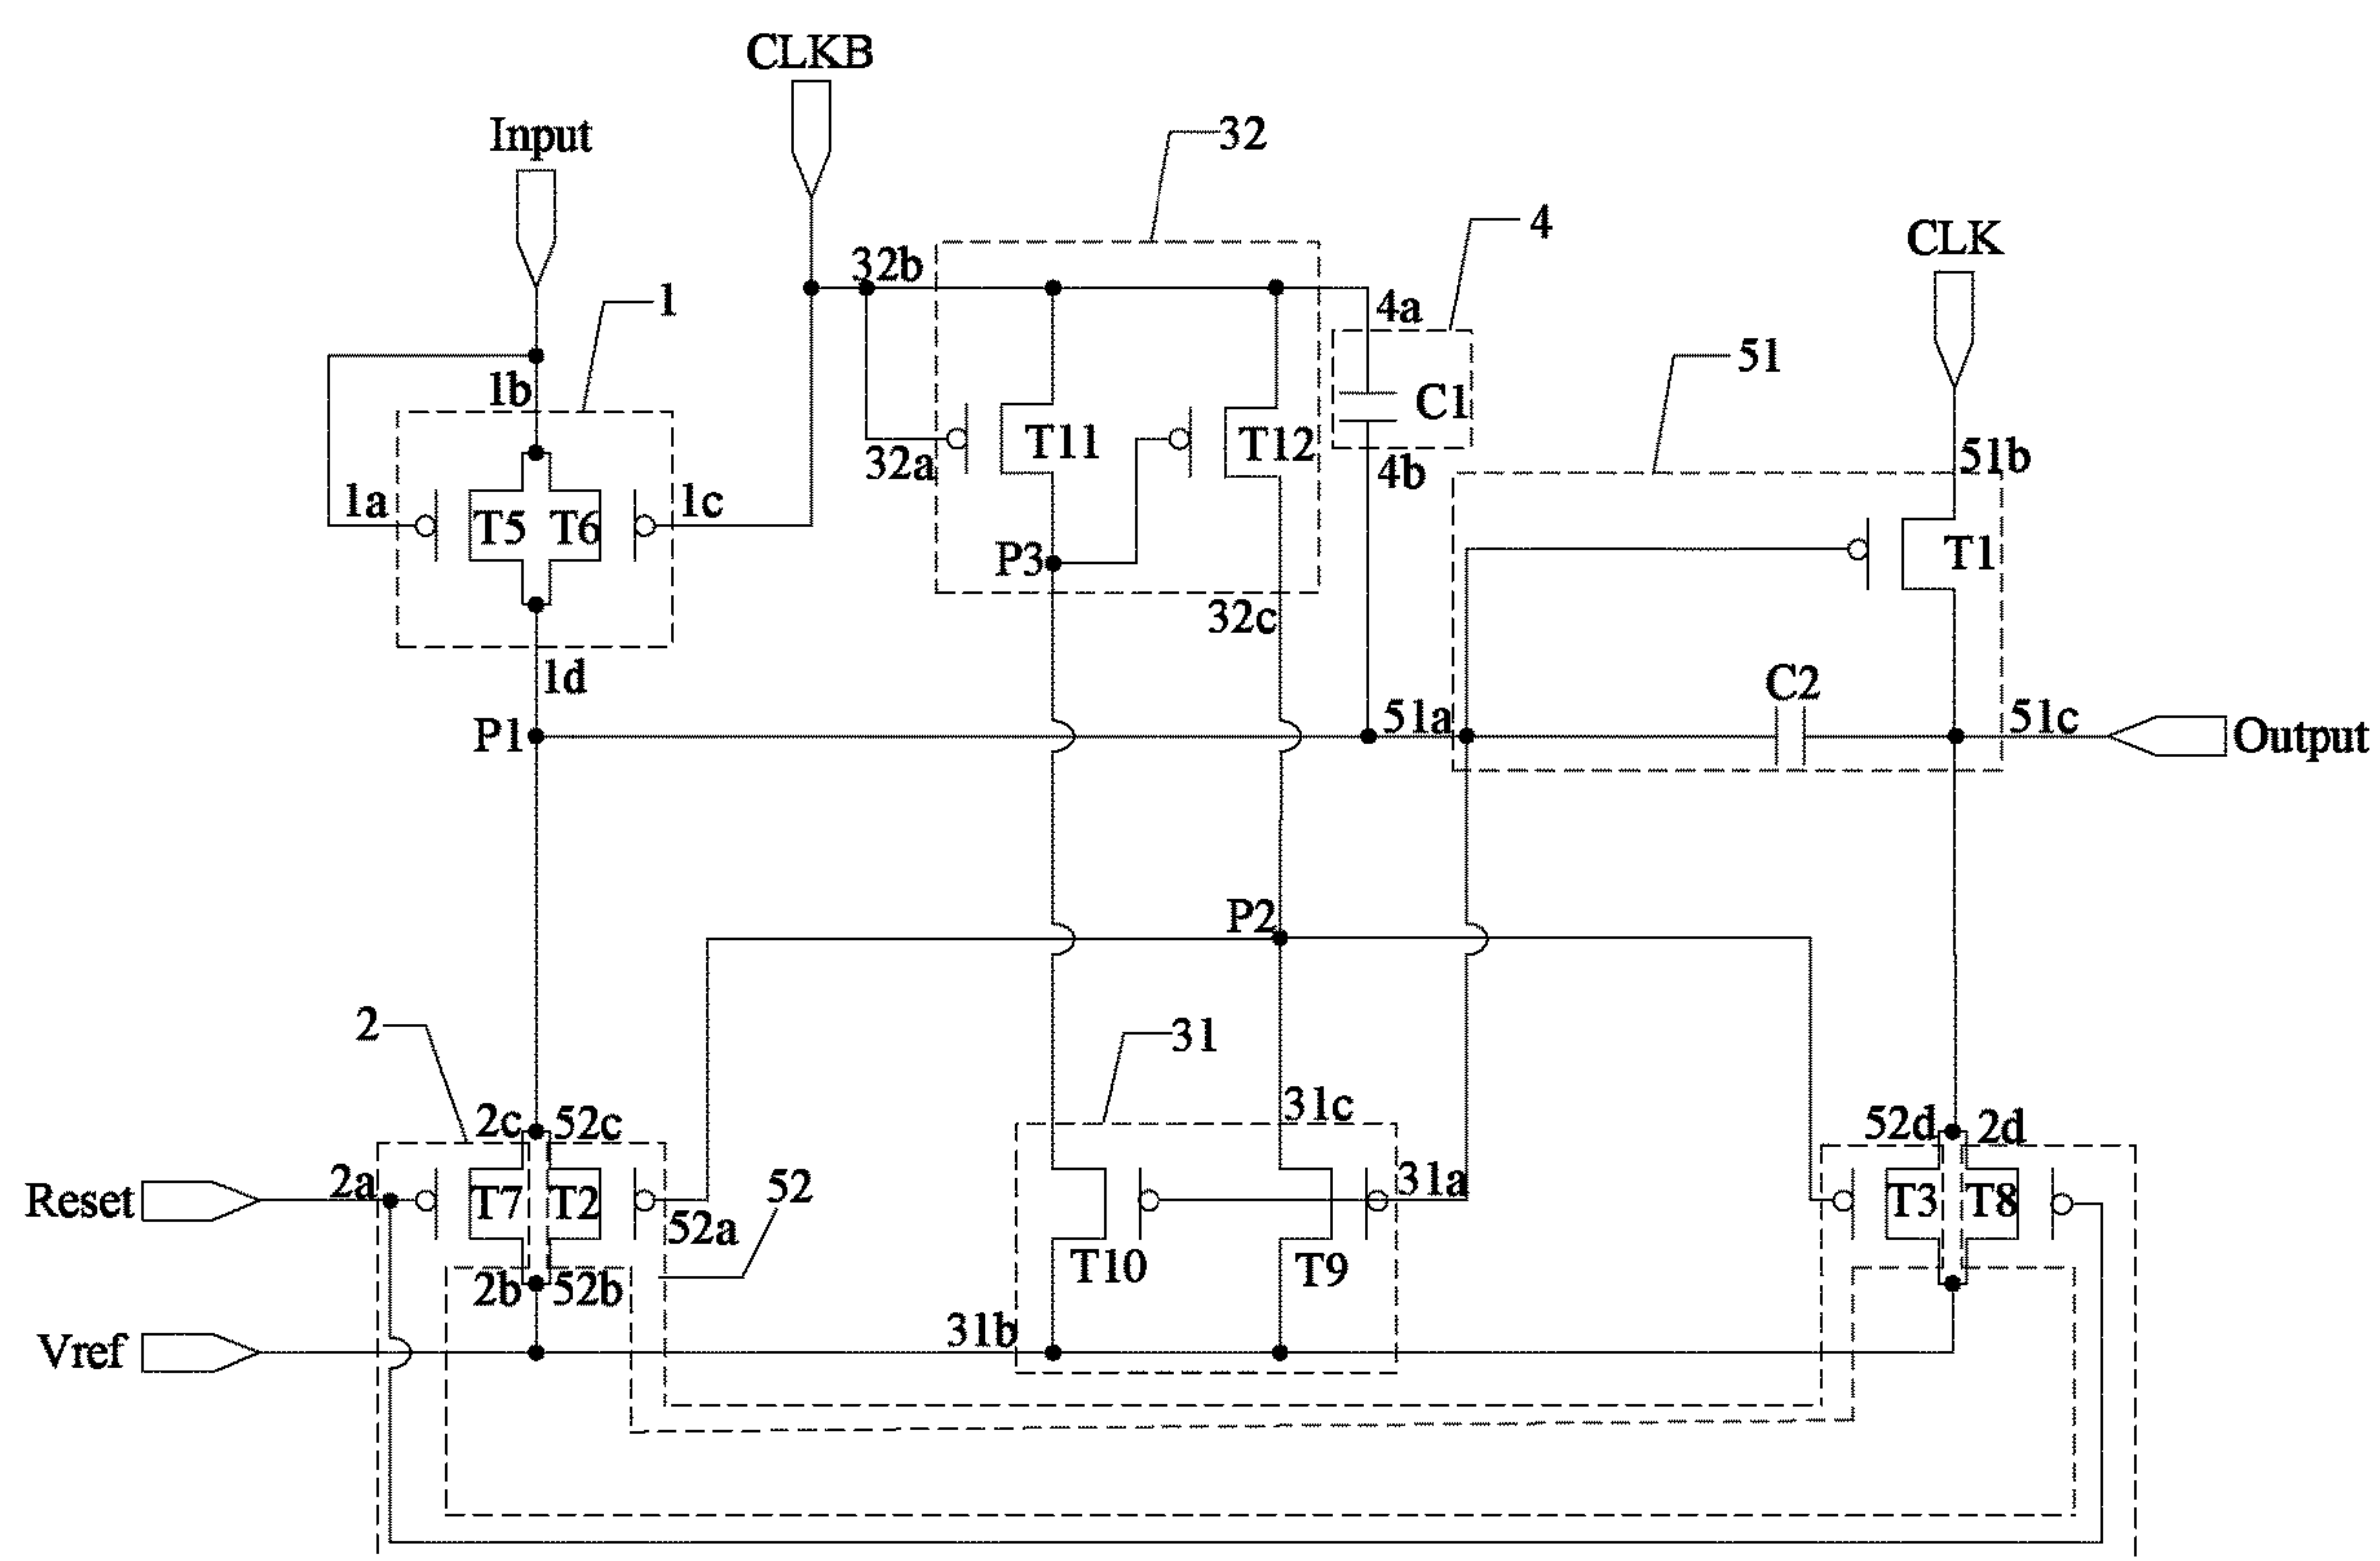 CLKB
Input
32
4
CLK
32b
1
4a
51
1b
C1
T11
T12
32a
4b
51b
1a
T5
T6
1c
T1
P3
32c
1d
C2
P1
51a
51c
Output
P2
2
31
31c
2c
52c
52d
2d
Reset
2a
T7
T2
52
31a
T3
T8
52a
T10
T9
2b
52b
Vref
31b